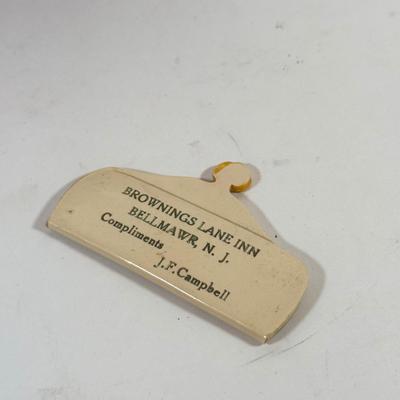 BROWNINGS LANE INN
BELLMAWR, N. J.
Compliments
J.F. Campbell